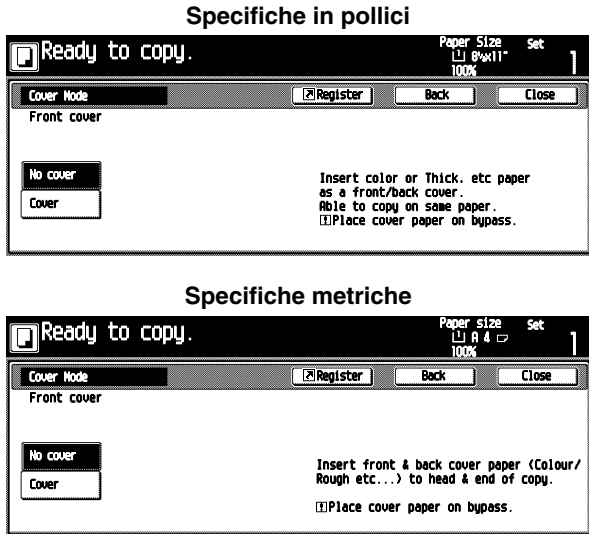 Specifiche in pollici
Ready to copy.
Paper Size
Set
8½x11"
100%
1
Cover Mode
Register
Back
Close
Front cover
No cover
Cover
Insert color or Thick. etc paper
as a front/back cover.
Able to copy on same paper.
Place cover paper on bypass.
Specifiche metriche
Ready to copy.
Paper size
Set
A4
100%
1
Cover Mode
Register
Back
Close
Front cover
No cover
Cover
Insert front & back cover paper (Colour/
Rough etc...) to head & end of copy.
Place cover paper on bypass.